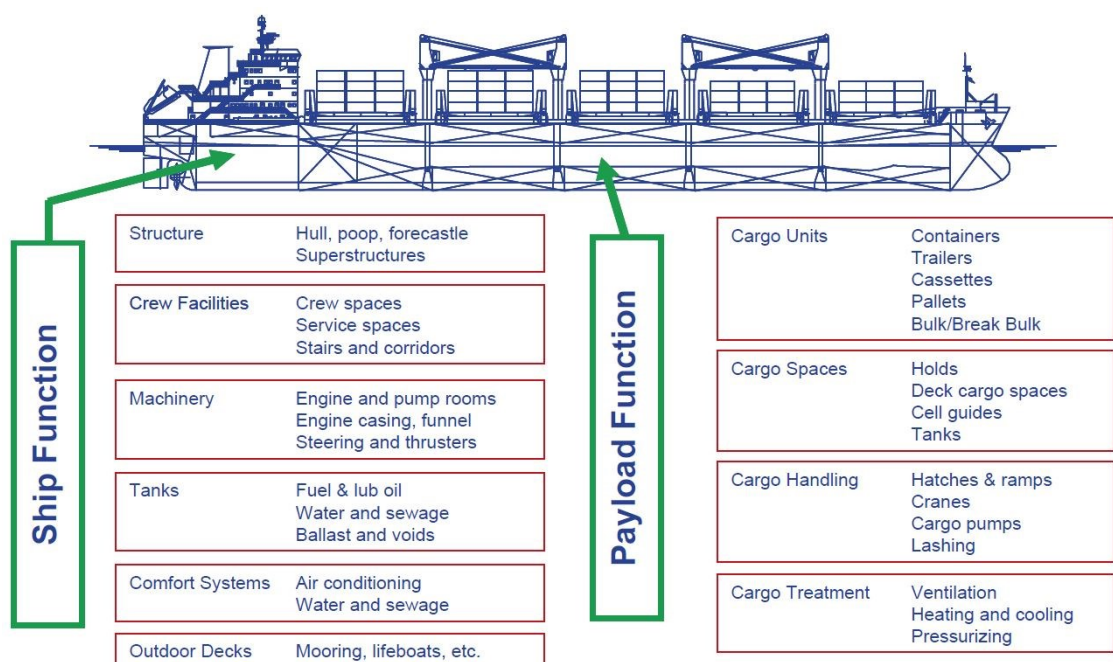 Ship Function
Structure Hull, poop, forecastle
Superstructures
Crew Facilities Crew spaces
Service spaces
Stairs and corridors
Machinery Engine and pump rooms
Engine casing, funnel
Steering and thrusters
Tanks Fuel & lub oil
Water and sewage
Ballast and voids
Comfort Systems Air conditioning
Water and sewage
Outdoor Decks Mooring, lifeboats, etc.
Payload Function
Cargo Units Containers
Trailers
Cassettes
Pallets
Bulk/Break Bulk
Cargo Spaces Holds
Deck cargo spaces
Cell guides
Tanks
Cargo Handling Hatches & ramps
Cranes
Cargo pumps
Lashing
Cargo Treatment Ventilation
Heating and cooling
Pressurizing